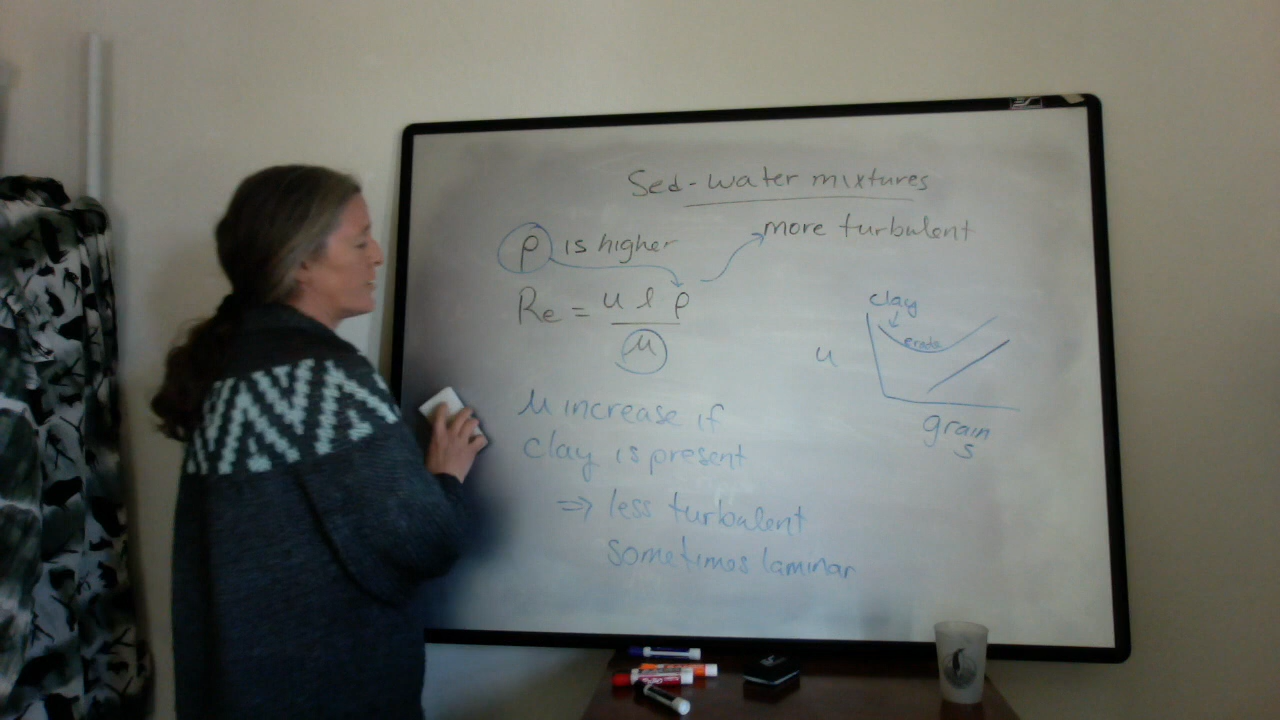 Sed-water mixtures
ρ is higher
more turbulent
Re = u l ρ
μ
μ increase if
clay is present
⇒ less turbulent
sometimes laminar
clay
erode
u
grain
s